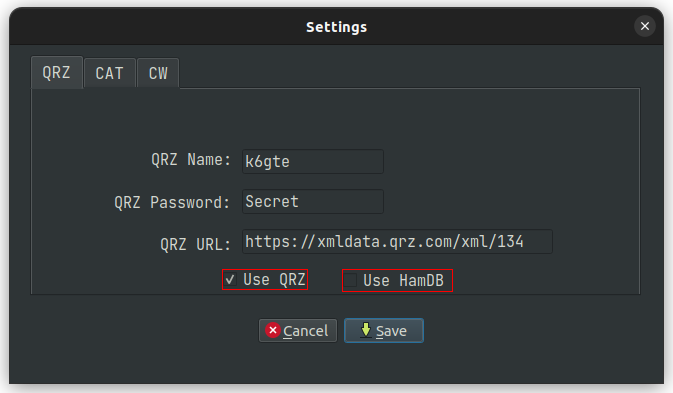 Settings
QRZ CAT CW
QRZ Name: k6gte
QRZ Password: Secret
QRZ URL: https://xmldata.qrz.com/xml/134
Use QRZ Use HamDB
Cancel Save